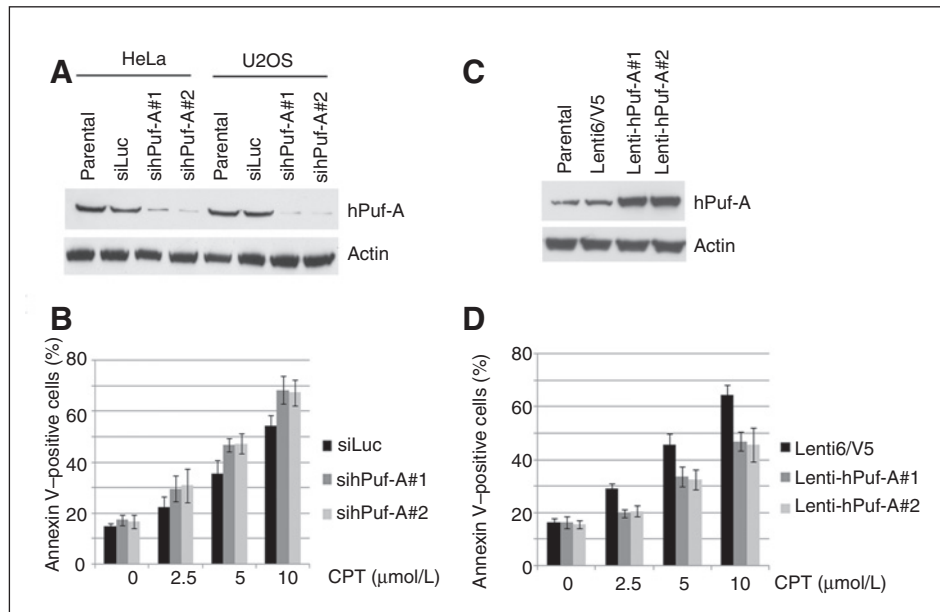 A
HeLa
U2OS
Parental
siLuc
sihPuf-A#1
sihPuf-A#2
Parental
siLuc
sihPuf-A#1
sihPuf-A#2
hPuf-A
Actin
C
Parental
Lenti6/V5
Lenti-hPuf-A#1
Lenti-hPuf-A#2
hPuf-A
Actin
B
Annexin V–positive cells (%)
80
60
40
20
0
0 2.5 5 10 CPT (μmol/L)
siLuc
sihPuf-A#1
sihPuf-A#2
D
Annexin V–positive cells (%)
80
60
40
20
0
0 2.5 5 10 CPT (μmol/L)
Lenti6/V5
Lenti-hPuf-A#1
Lenti-hPuf-A#2